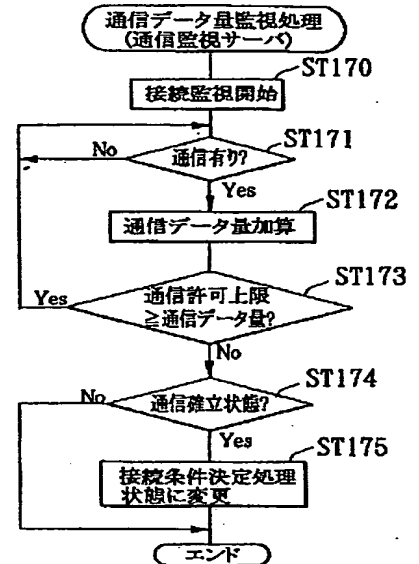 通信データ量監視処理
(通信監視サーバ)
ST170
接続監視開始
ST171
No
通信有り?
Yes
ST172
通信データ量加算
ST173
Yes
通信許可上限
≧通信データ量?
No
ST174
No
通信確立状態?
Yes
ST175
接続条件決定処理
状態に変更
エンド